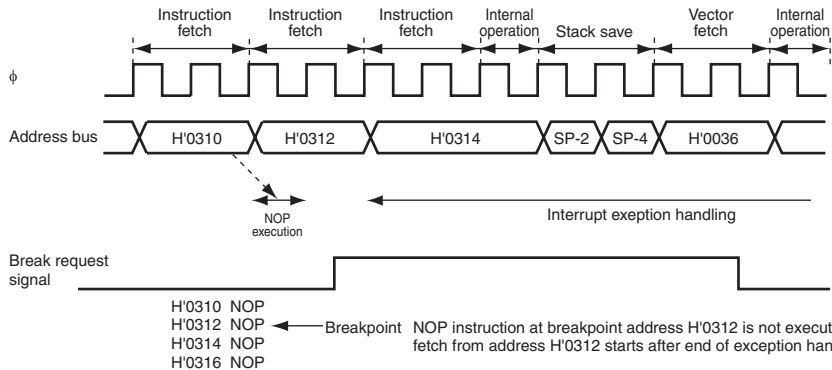 Instruction fetch
Instruction fetch
Instruction fetch
Internal operation
Stack save
Vector fetch
Internal operation
φ
Address bus
H'0310
H'0312
H'0314
SP-2
SP-4
H'0036
NOP execution
Interrupt exeption handling
Break request signal
H'0310 NOP
H'0312 NOP
H'0314 NOP
H'0316 NOP
Breakpoint
NOP instruction at breakpoint address H'0312 is not execut
fetch from address H'0312 starts after end of exception han